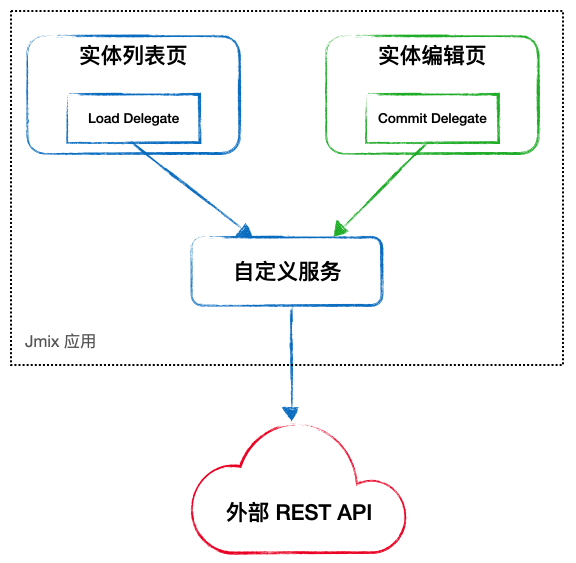 实体列表页
Load Delegate
实体编辑页
Commit Delegate
自定义服务
Jmix 应用
外部 REST API